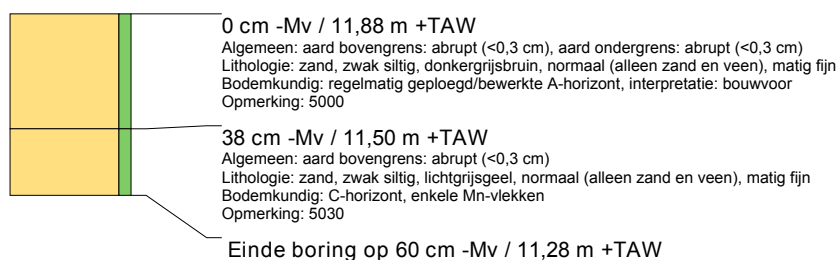 0 cm -Mv / 11,88 m +TAW
Algemeen: aard bovengrens: abrupt (<0,3 cm), aard ondergrens: abrupt (<0,3 cm)
Lithologie: zand, zwak siltig, donkergrijsbruin, normaal (alleen zand en veen), matig fijn
Bodemkundig: regelmatig geploegd/bewerkte A-horizont, interpretatie: bouwvoor
Opmerking: 5000
38 cm -Mv / 11,50 m +TAW
Algemeen: aard bovengrens: abrupt (<0,3 cm)
Lithologie: zand, zwak siltig, lichtgrijsgeel, normaal (alleen zand en veen), matig fijn
Bodemkundig: C-horizont, enkele Mn-vlekken
Opmerking: 5030
Einde boring op 60 cm -Mv / 11,28 m +TAW